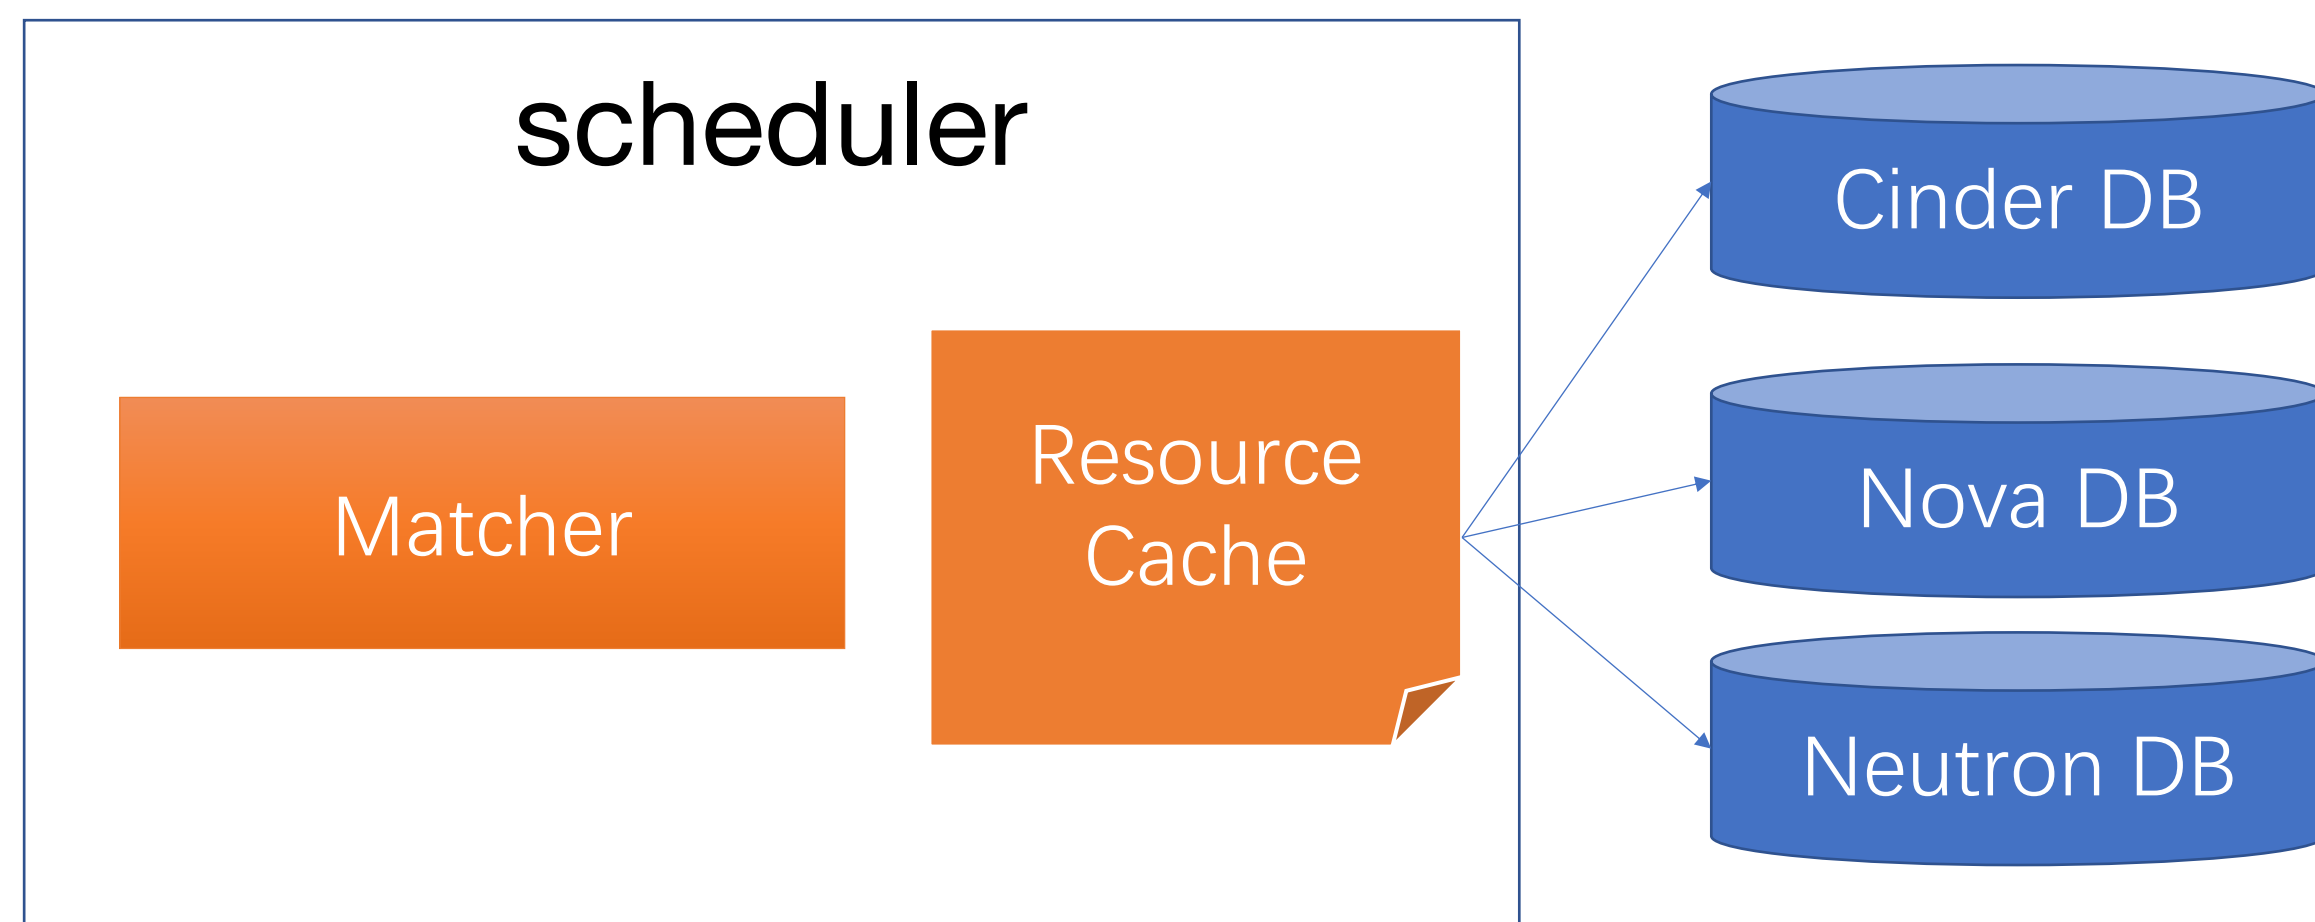 scheduler
Matcher
Resource
Cache
Cinder DB
Nova DB
Neutron DB